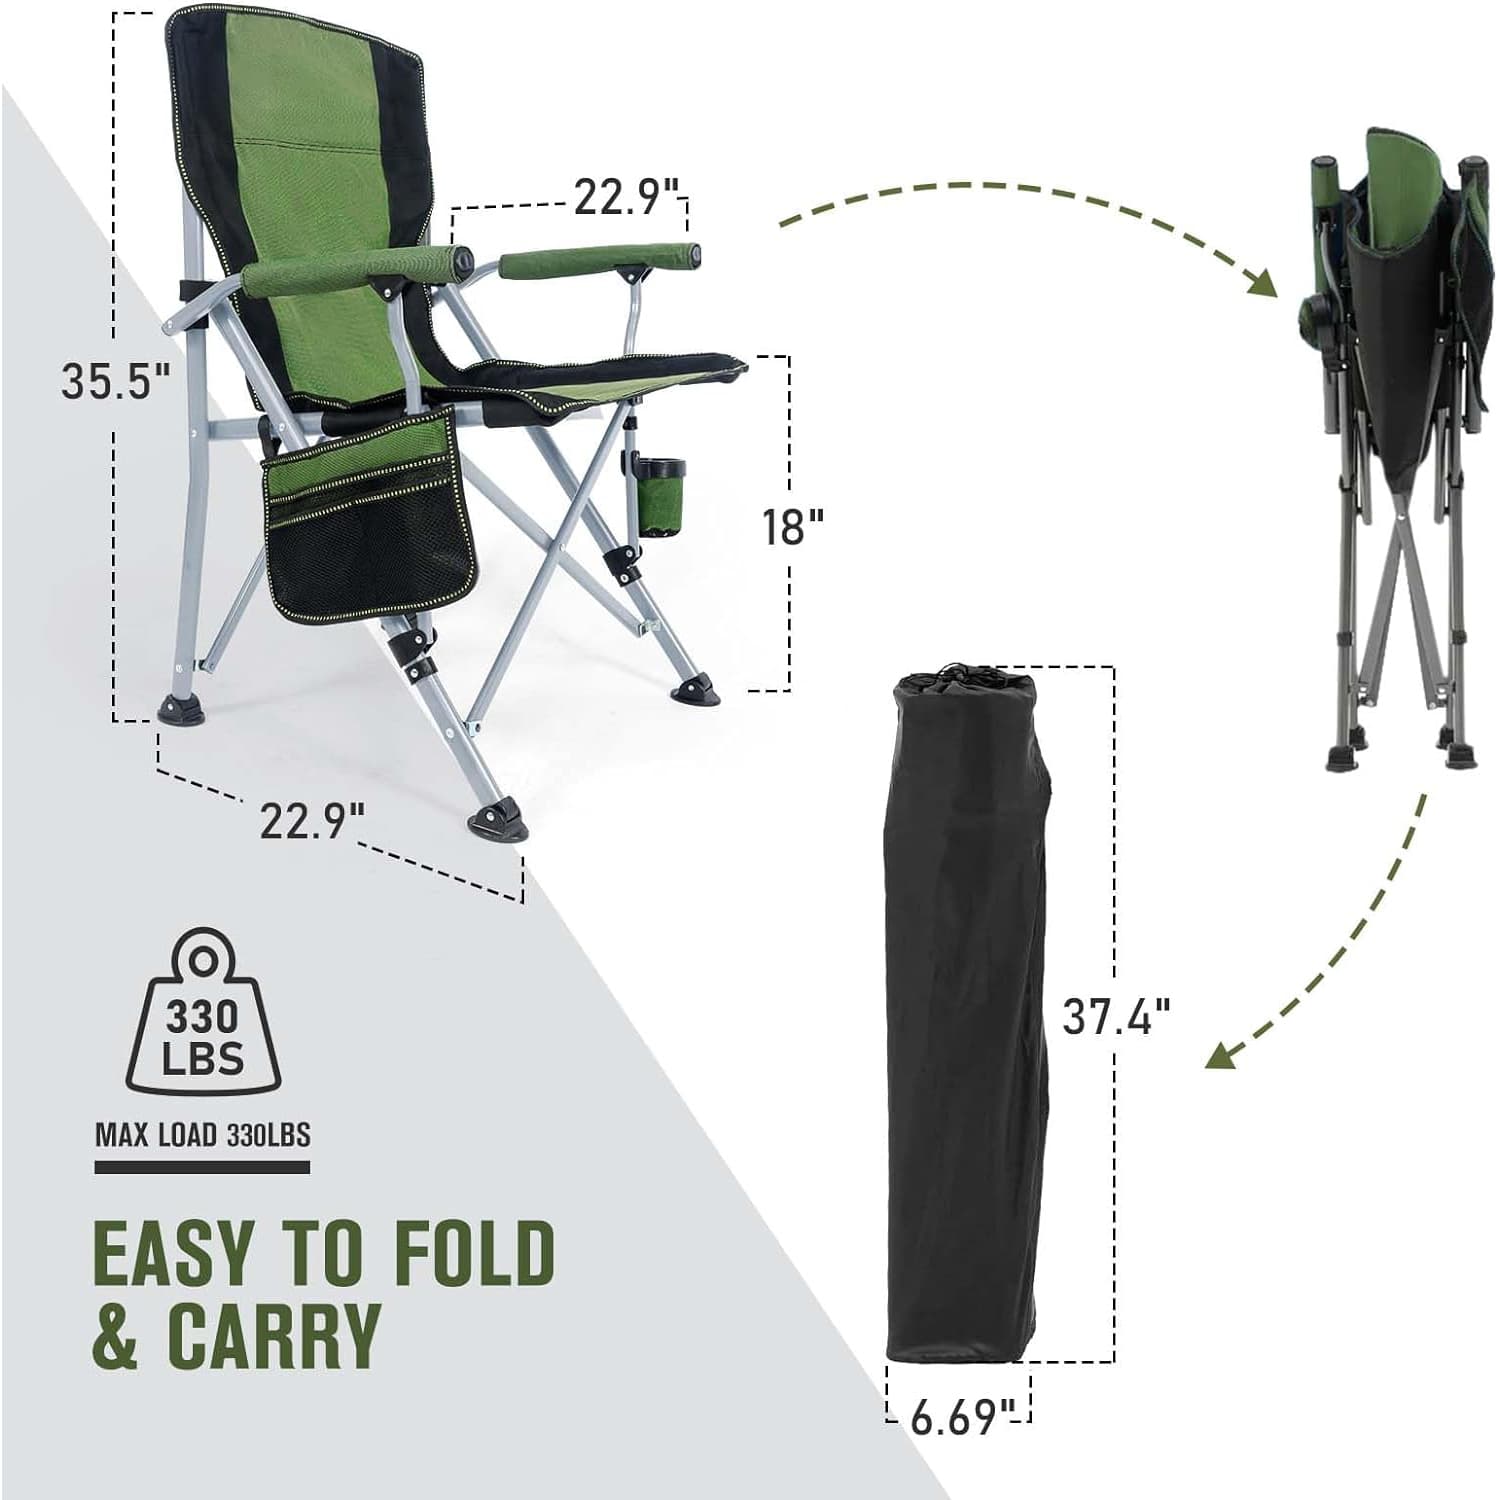 22.9"
35.5"
18"
22.9"
330
LBS
MAX LOAD 330LBS
EASY TO FOLD
& CARRY
37.4"
6.69"